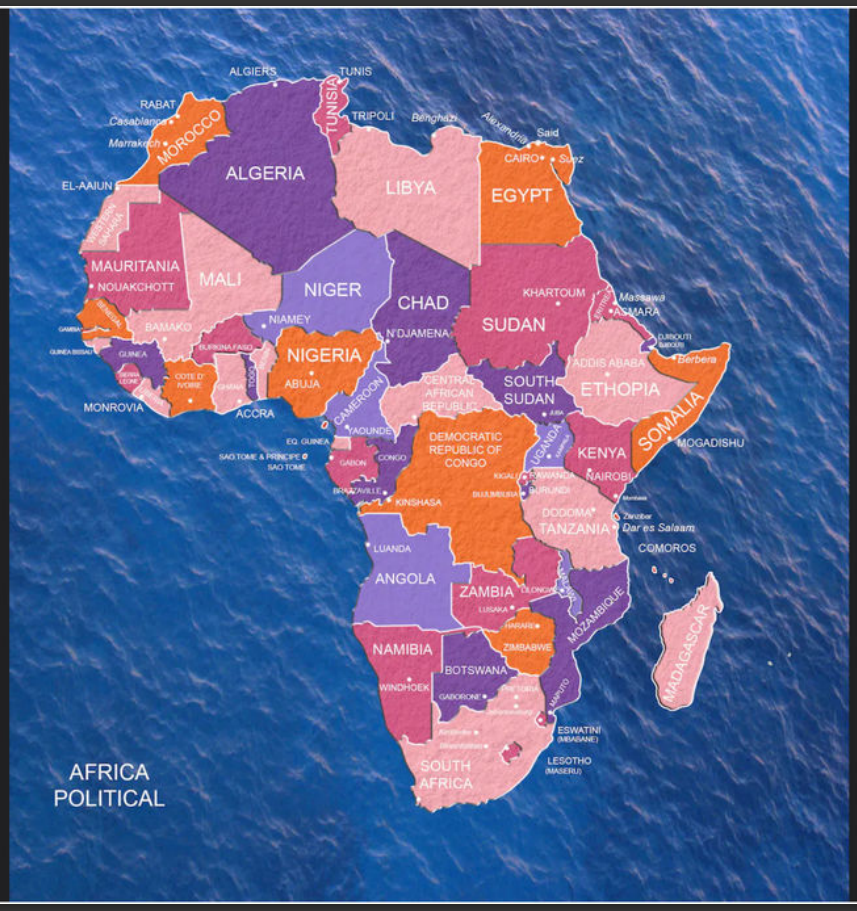 ALGIERS
TUNIS
TUNISIA
RABAT
Casablanca
TRIPOLI
Benghazi
Alexandria
Said
MOROCCO
Marrakech
CAIRO
Suez
ALGERIA
LIBYA
EGYPT
EL-AAIUN
WESTERN
SAHARA
MAURITANIA
NOUAKCHOTT
MALI
NIGER
CHAD
KHARTOUM
ERITREA
Massawa
ASMARA
SENEGAL
GAMBIA
BAMAKO
NIAMEY
SUDAN
N'DJAMENA
DJIBOUTI
(DJIBOUTI)
GUINEA BISSAU
GUINEA
BURKINA FASO
NIGERIA
Berbera
ADDIS ABABA
SIERRA
LEONE
COTE D'
IVOIRE
GHANA
TOGO
ABUJA
CENTRAL
AFRICAN
REPUBLIC
SOUTH
SUDAN
ETHIOPIA
MONROVIA
ACCRA
CAMEROON
JUBA
SOMALIA
YAOUNDE
DEMOCRATIC
REPUBLIC OF
CONGO
UGANDA
KENYA
MOGADISHU
EQ. GUINEA
SAO TOME & PRINCIPE
SAO TOME
GABON
CONGO
KIGALI
RAWANDA
NAIROBI
BRAZZAVILLE
KINSHASA
BUJUMBURA
BURUNDI
Mombasa
DODOMA
TANZANIA
Zanzibar
Dar es Salaam
LUANDA
COMOROS
ANGOLA
ZAMBIA
LILONGWE
MALAWI
LUSAKA
MOZAMBIQUE
HARARE
ZIMBABWE
MADAGASCAR
NAMIBIA
BOTSWANA
WINDHOEK
GABORONE
PRETORIA
MAPUTO
ESWATINI
(MBABANE)
SOUTH
AFRICA
LESOTHO
(MASERU)
AFRICA
POLITICAL